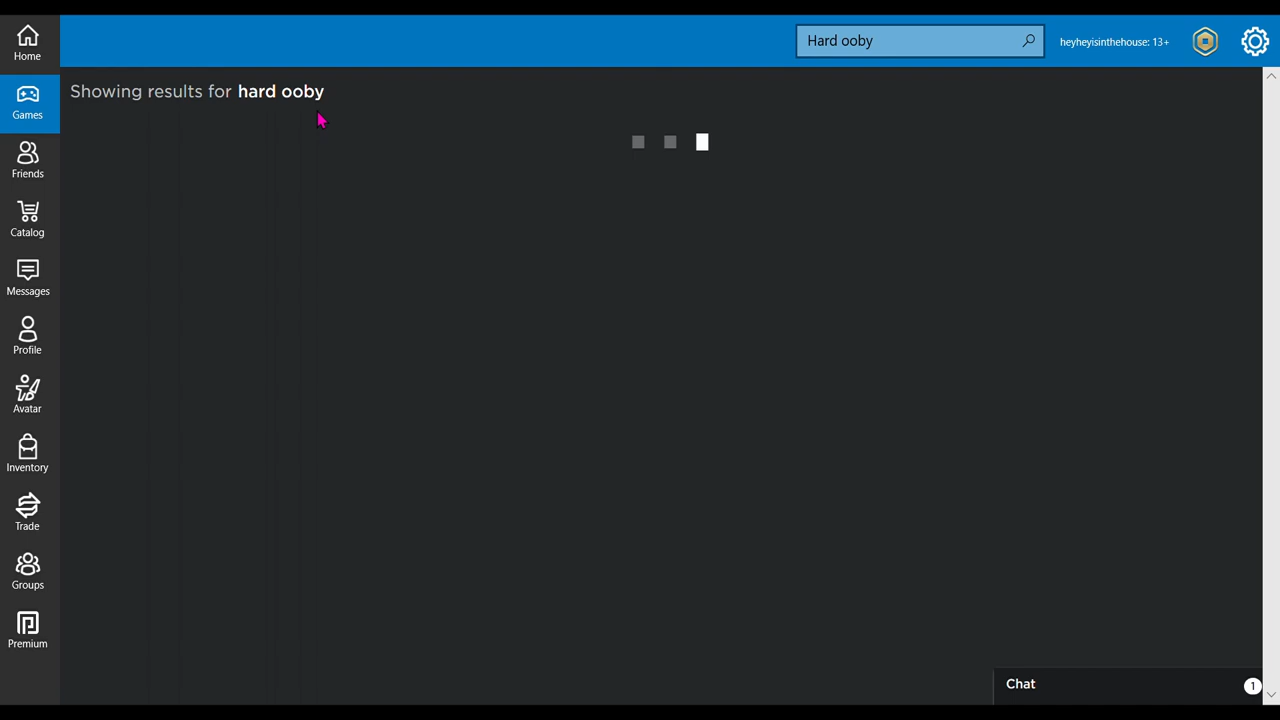 Home
Games
Friends
Catalog
Messages
Profile
Avatar
Inventory
Trade
Groups
Premium
Hard ooby
heyheyisinthehouse: 13+
Showing results for hard ooby
Chat
1